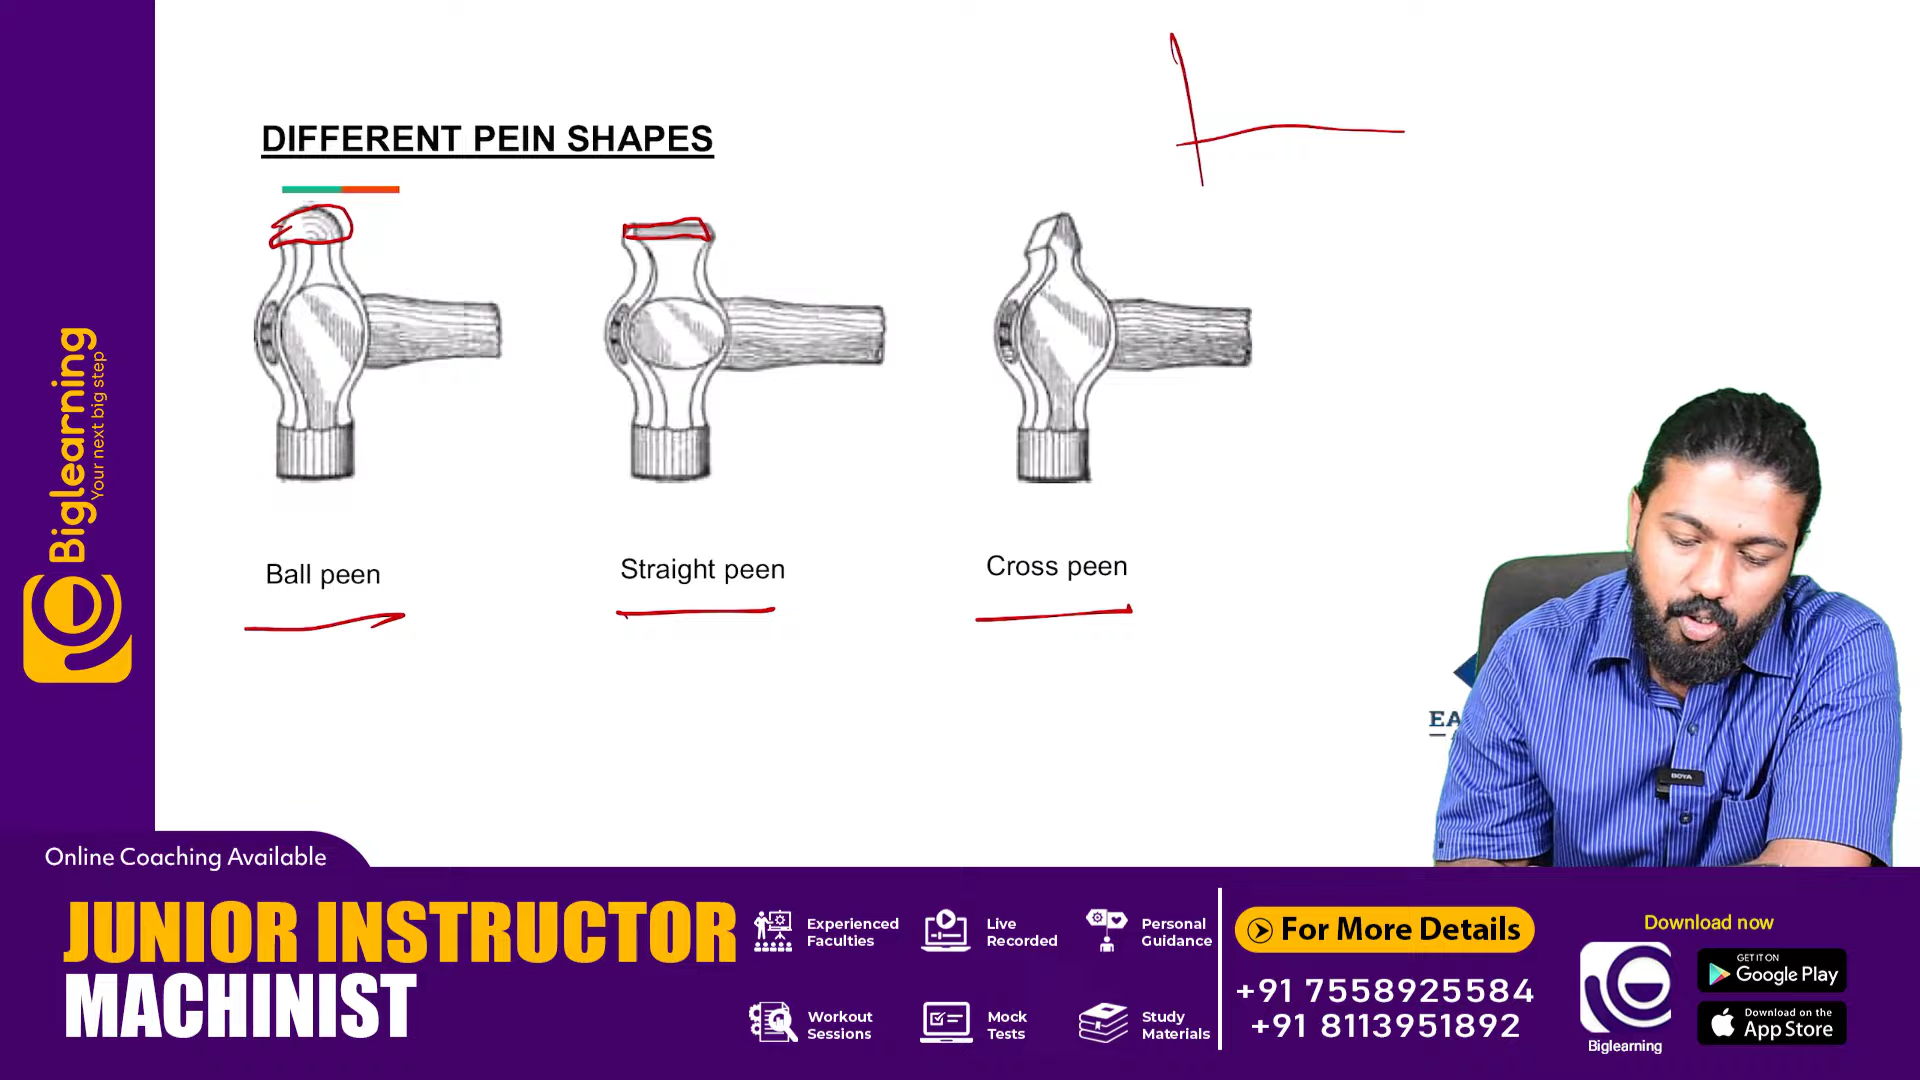 DIFFERENT PEIN SHAPES
Ball peen
Straight peen
Cross peen
Biglearning
Your next big step
EA
BOYA
Online Coaching Available
JUNIOR INSTRUCTOR
MACHINIST
Experienced
Faculties
Live
Recorded
Personal
Guidance
Workout
Sessions
Mock
Tests
Study
Materials
For More Details
+91 7558925584
+91 8113951892
Download now
Biglearning
GET IT ON
Google Play
Download on the
App Store